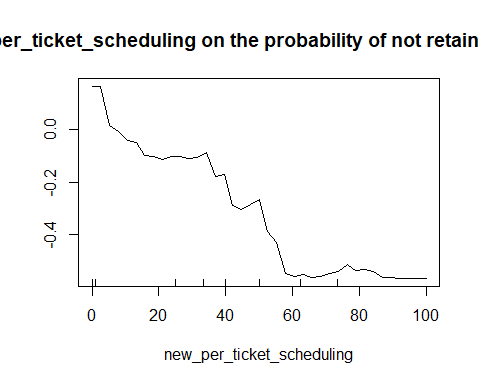 per_ticket_scheduling on the probability of not retain
0.0
-0.2
-0.4
0 20 40 60 80 100
new_per_ticket_scheduling